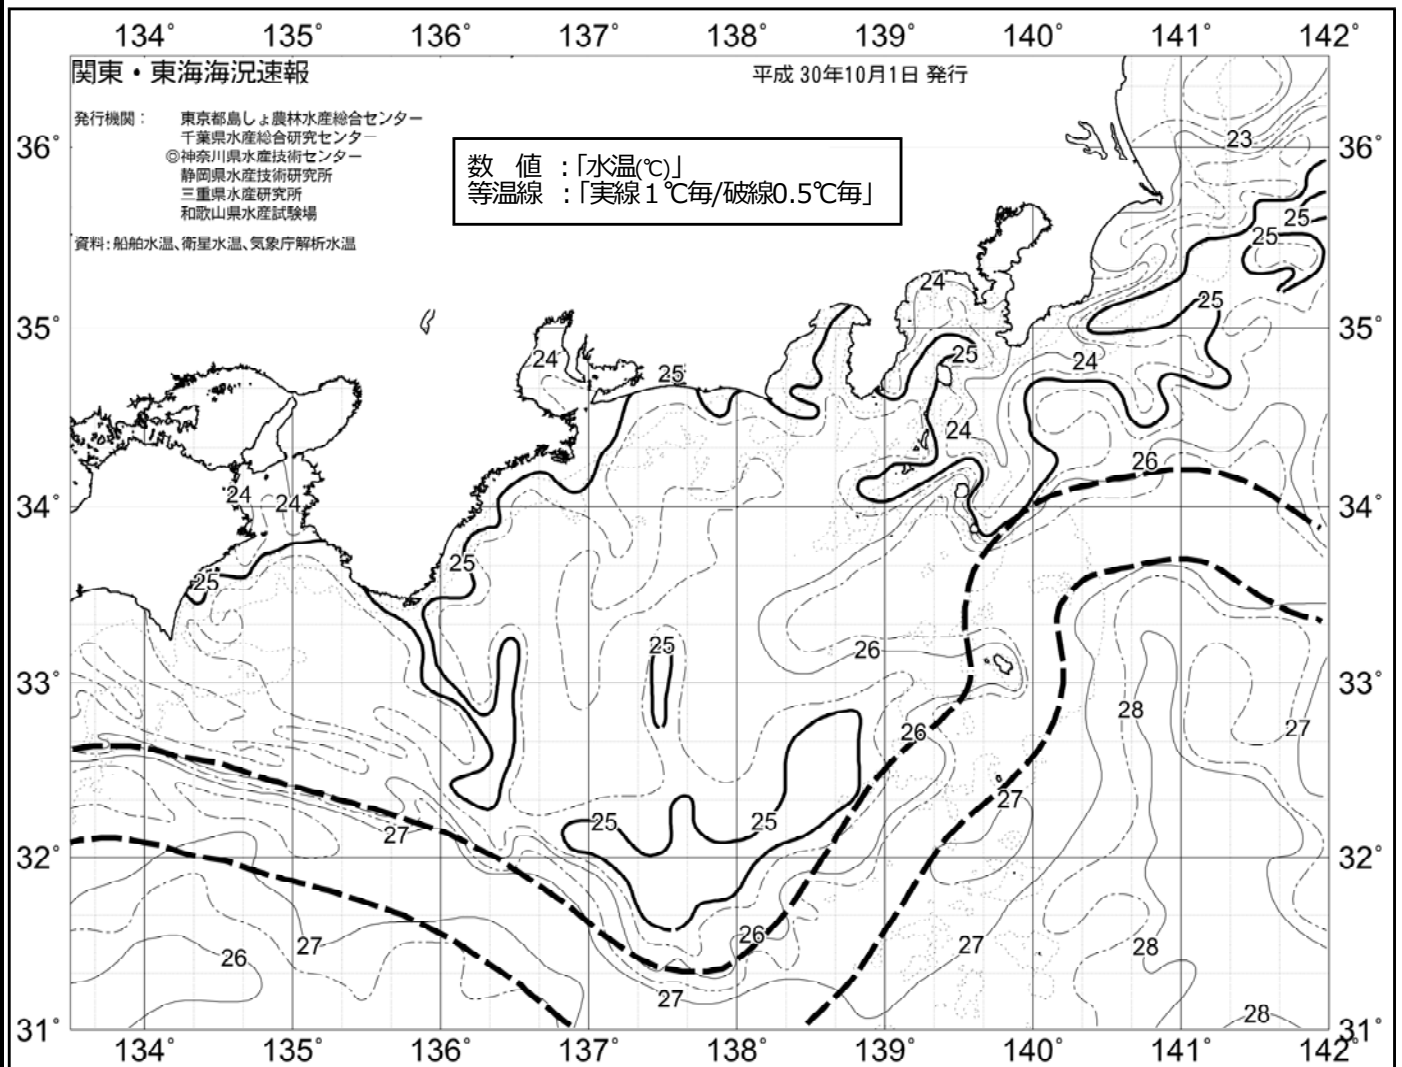 134° 135° 136° 137° 138° 139° 140° 141° 142°
関東・東海海況速報
平成 30年10月1日 発行
発行機関： 東京都島しょ農林水産総合センター
千葉県水産総合研究センター
◎神奈川県水産技術センター
静岡県水産技術研究所
三重県水産研究所
和歌山県水産試験場
資料：船舶水温、衛星水温、気象庁解析水温
数 値 ：「水温(℃)」
等温線 ：「実線１℃毎/破線0.5℃毎」
23
36° 36°
25
25
24
25
35° 35°
25
24
24
25
24
24
26
24
24
34° 34°
25
25
25
26
33° 33°
28
27
26
27
25
25
27
32° 32°
26
27
27
28
26
27
28
31° 31°
134° 135° 136° 137° 138° 139° 140° 141° 142°